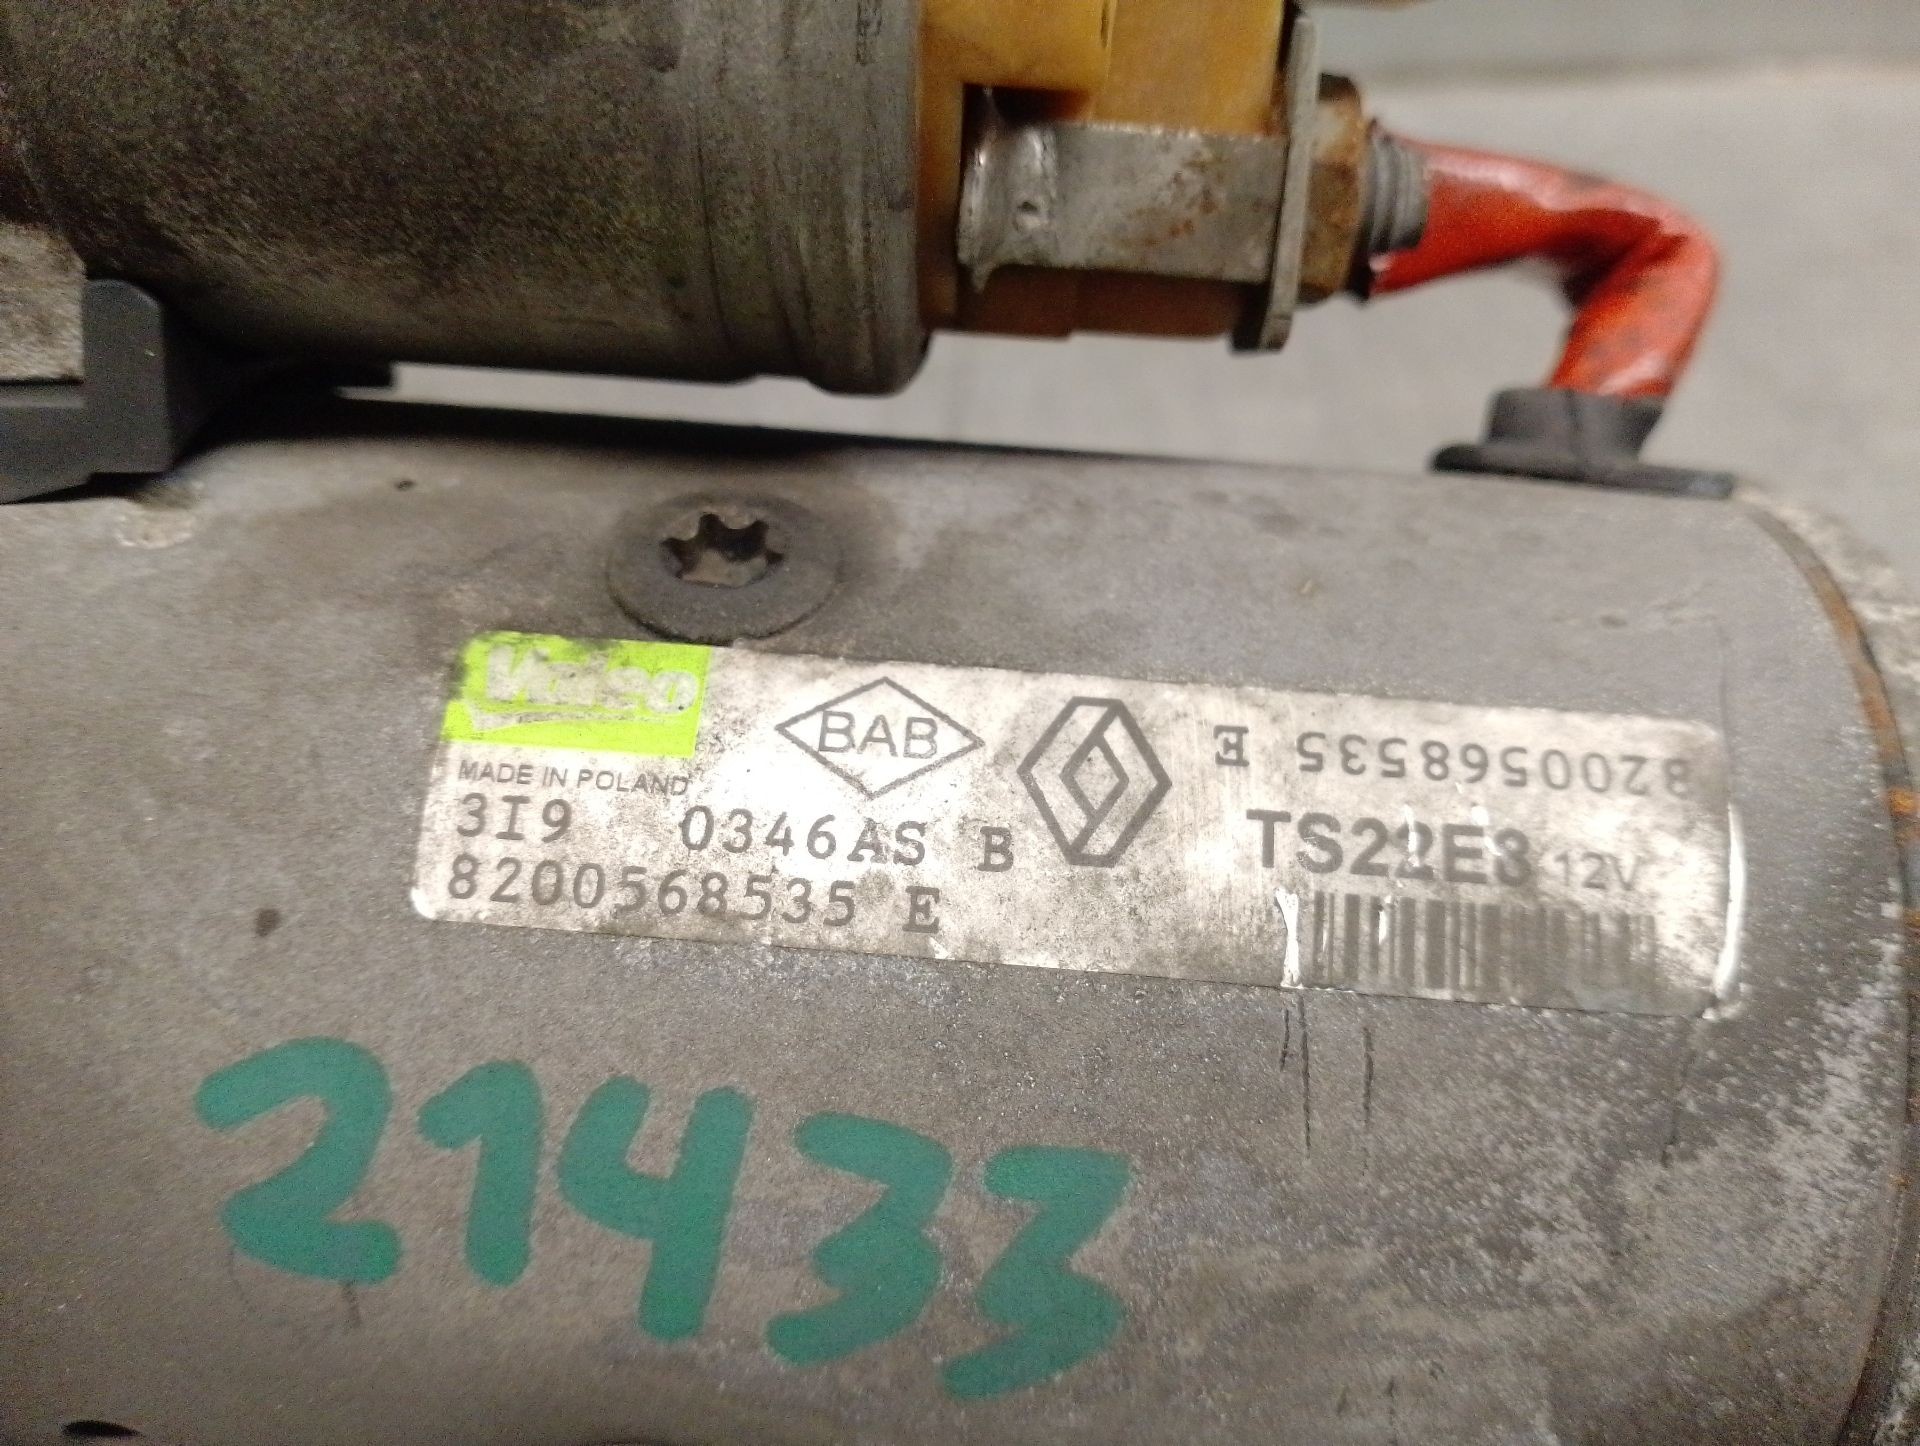 Valeo
BAB
8200568535 E
MADE IN POLAND
3I9 0346AS B
TS22E3 12V
8200568535 E
21433